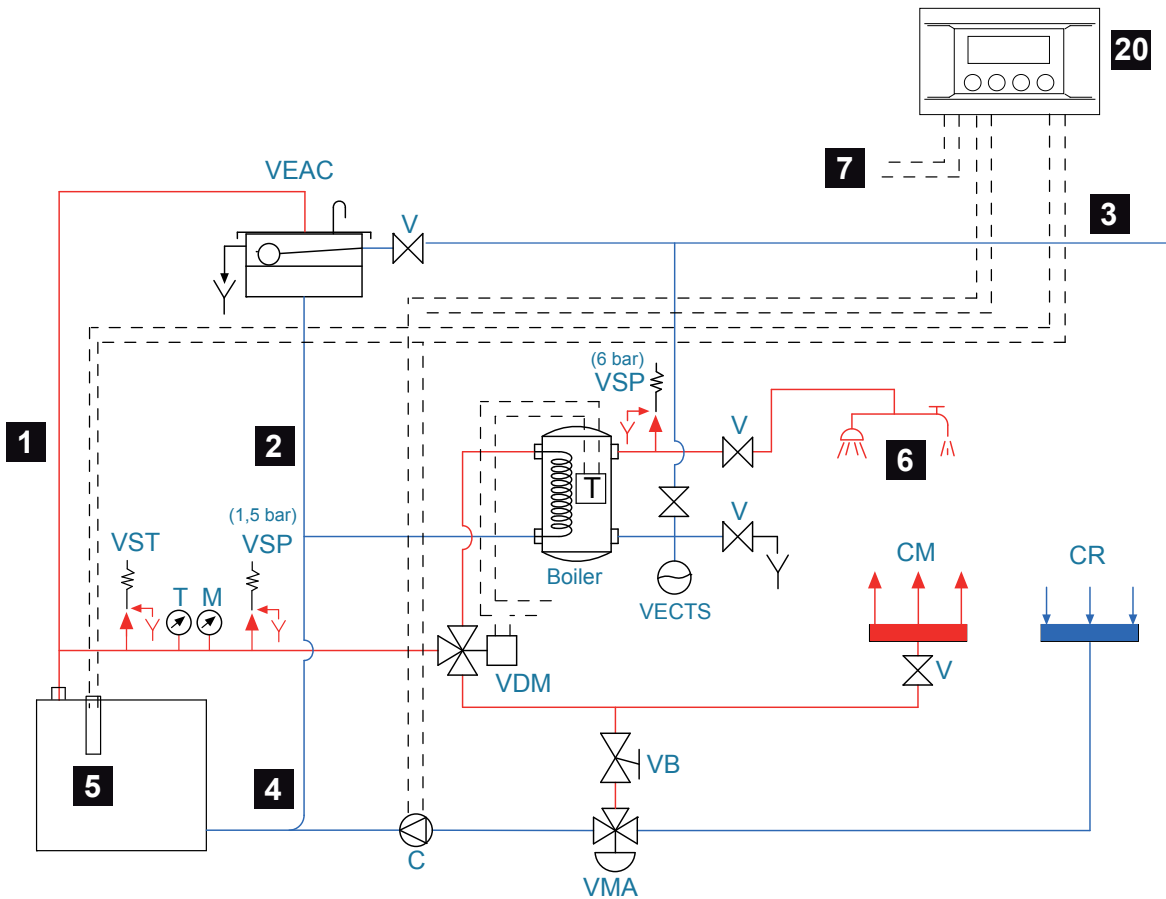 20
7
VEAC
V
3
(6 bar)
VSP
1
2
V
6
T
(1,5 bar)
VSP
VST
V
T
M
Boiler
VECTS
CM
CR
VDM
V
5
4
VB
C
VMA